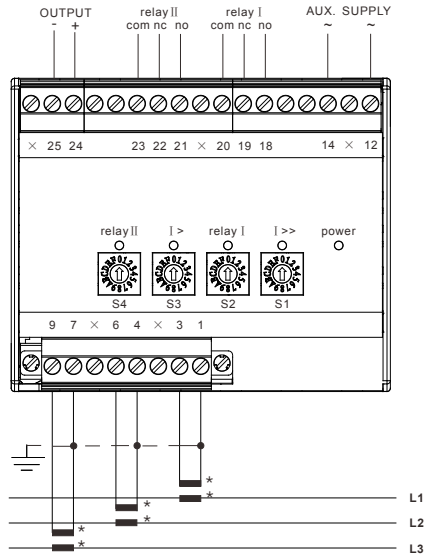 OUTPUT relay II relay I AUX. SUPPLY
- + com nc no com nc no ~ ~
× 25 24 23 22 21 × 20 19 18 14 × 12
relay II I > relay I I >> power
S4 S3 S2 S1
9 7 × 6 4 × 3 1
*
* L1
*
* L2
*
* L3